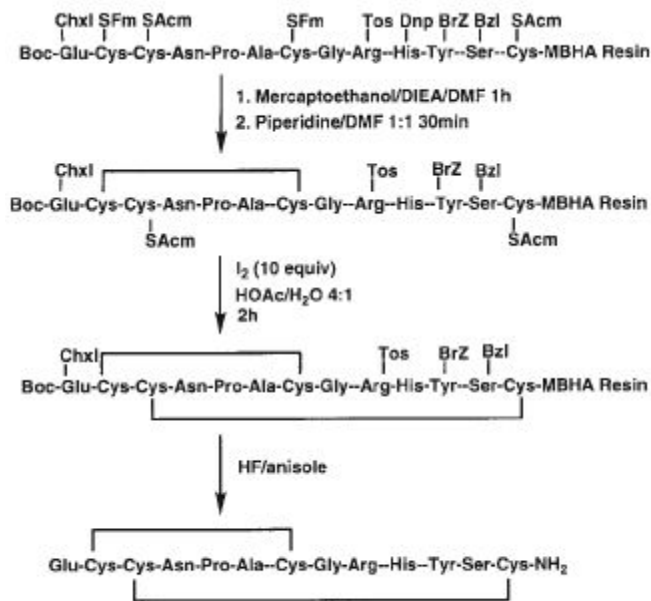 Chxl SFm SAcm SFm Tos Dnp BrZ Bzl SAcm
Boc-Glu-Cys-Cys-Asn-Pro-Ala-Cys-Gly-Arg--His-Tyr-Ser--Cys-MBHA Resin
1. Mercaptoethanol/DIEA/DMF 1h
2. Piperidine/DMF 1:1 30min
Chxl Tos BrZ Bzl
Boc-Glu-Cys-Cys-Asn-Pro-Ala--Cys-Gly--Arg--His--Tyr-Ser-Cys-MBHA Resin
SAcm SAcm
I2 (10 equiv)
HOAc/H2O 4:1
2h
Chxl Tos BrZ Bzl
Boc-Glu-Cys-Cys-Asn-Pro-Ala-Cys-Gly--Arg-His-Tyr--Ser-Cys-MBHA Resin
HF/anisole
Glu-Cys-Cys-Asn-Pro-Ala--Cys-Gly-Arg-His--Tyr-Ser-Cys-NH2